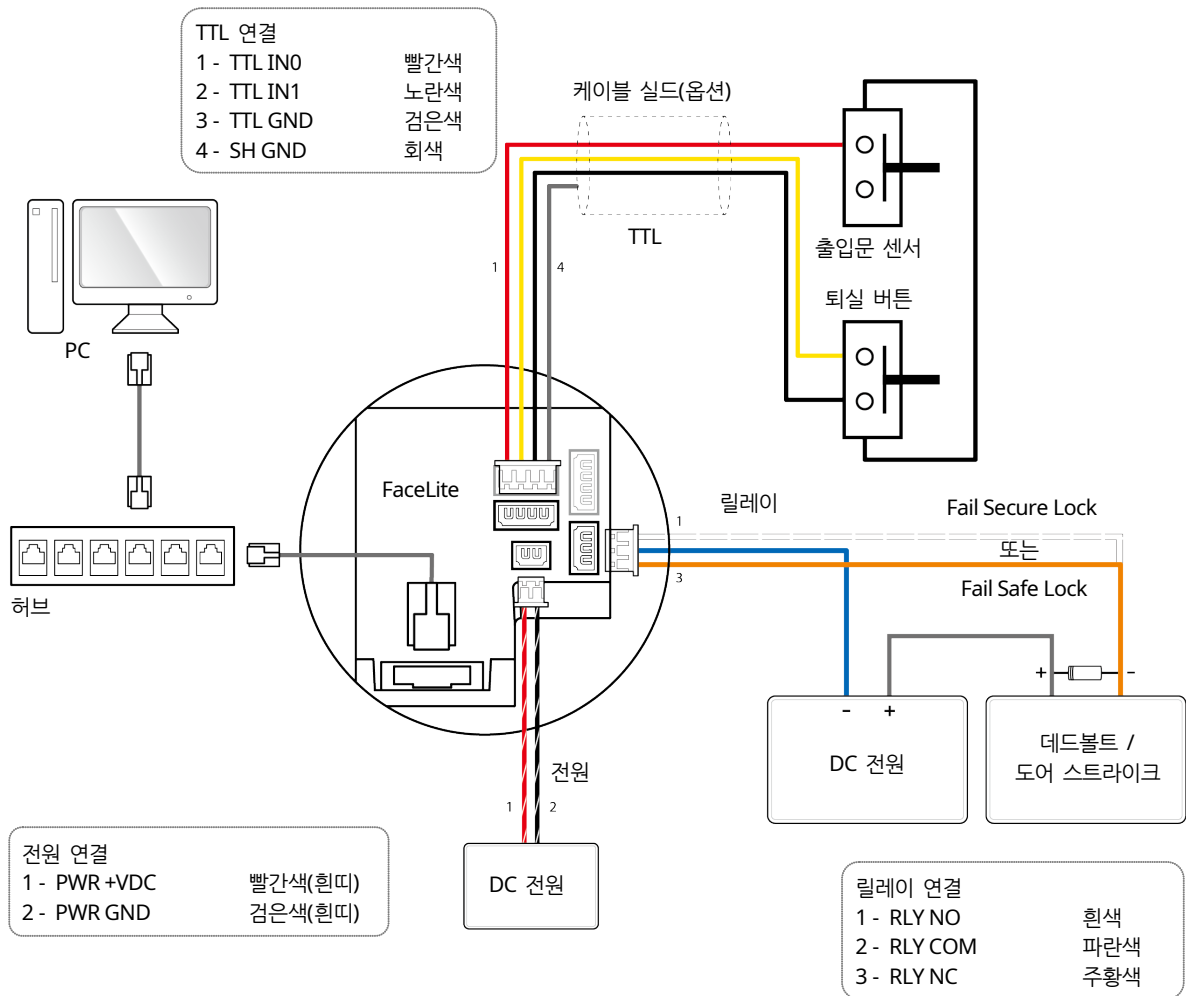 TTL 연결
1 - TTL IN0 빨간색
2 - TTL IN1 노란색
3 - TTL GND 검은색
4 - SH GND 회색
케이블 실드(옵션)
TTL
1
4
출입문 센서
퇴실 버튼
PC
FaceLite
허브
릴레이
1
3
Fail Secure Lock
또는
Fail Safe Lock
+
-
-
+
DC 전원
데드볼트 /
도어 스트라이크
전원
1
2
DC 전원
전원 연결
1 - PWR +VDC 빨간색(흰띠)
2 - PWR GND 검은색(흰띠)
릴레이 연결
1 - RLY NO 흰색
2 - RLY COM 파란색
3 - RLY NC 주황색